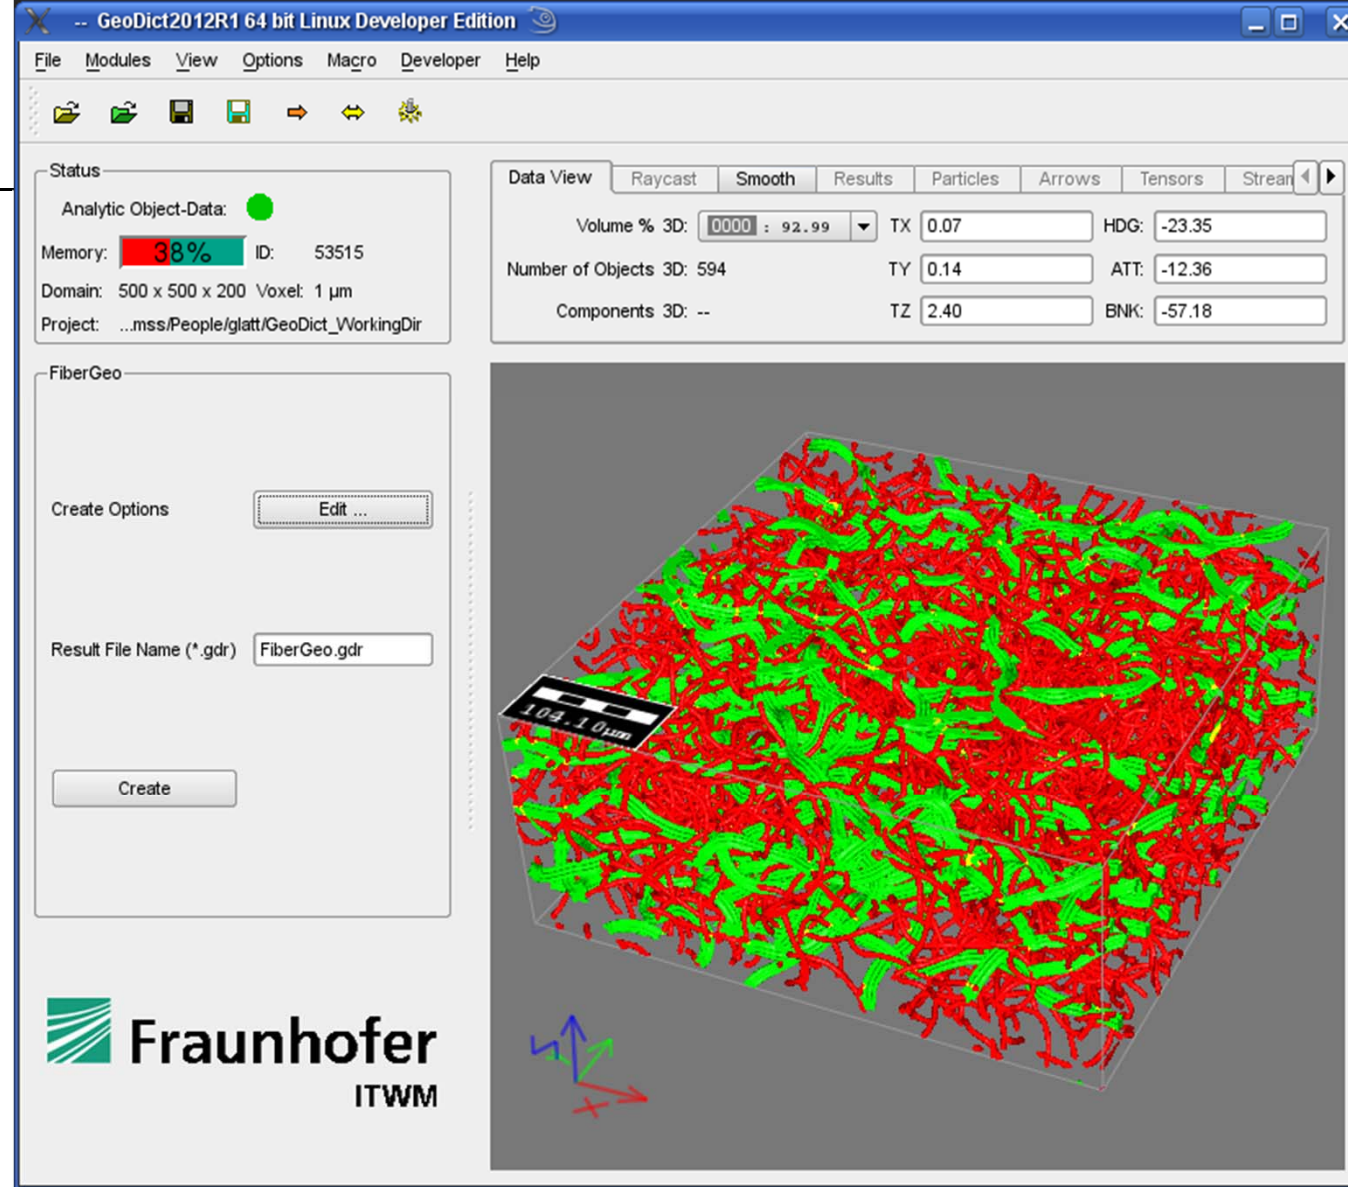 -- GeoDict2012R1 64 bit Linux Developer Edition
File Modules View Options Macro Developer Help
Status
Analytic Object-Data:
Memory: 38% ID: 53515
Domain: 500 x 500 x 200 Voxel: 1 µm
Project: ...mss/People/glatt/GeoDict_WorkingDir
Data View Raycast Smooth Results Particles Arrows Tensors Strean
Volume % 3D: 0000 : 92.99 TX 0.07 HDG: -23.35
Number of Objects 3D: 594 TY 0.14 ATT: -12.36
Components 3D: -- TZ 2.40 BNK: -57.18
FiberGeo
Create Options Edit ...
Result File Name (*.gdr) FiberGeo.gdr
Create
104.10µm
Fraunhofer
ITWM
X